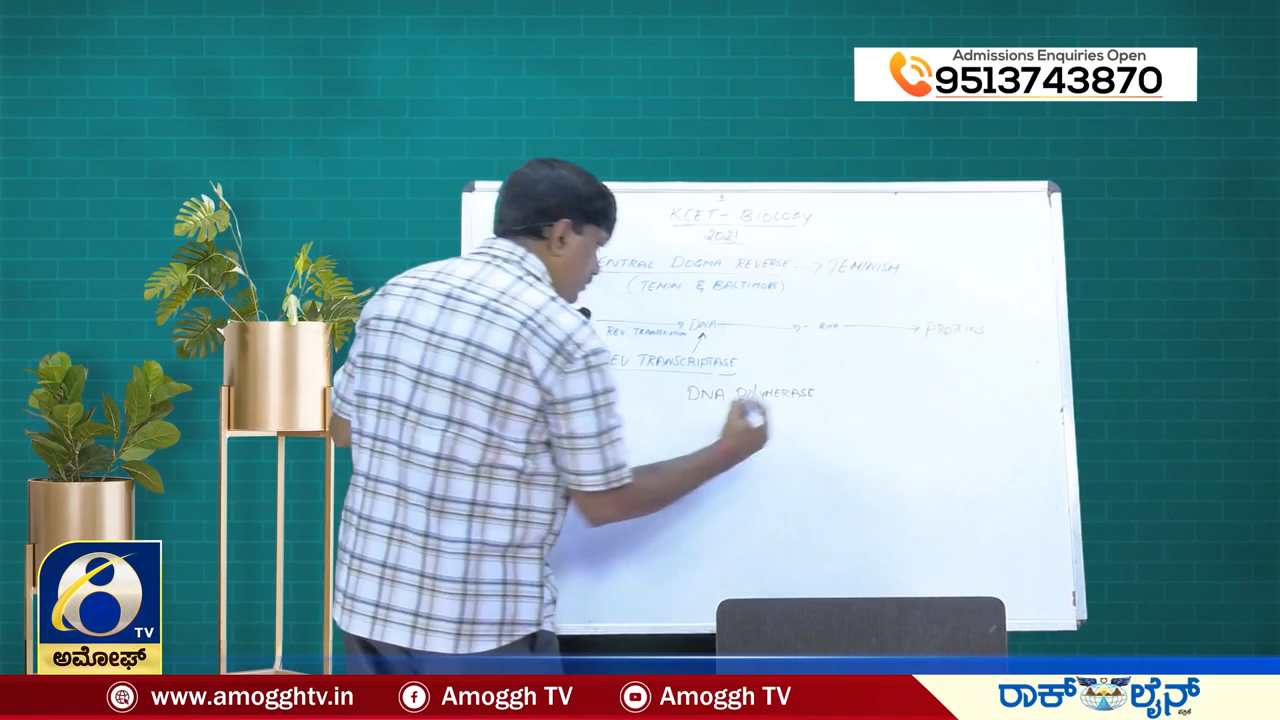 Admissions Enquiries Open
9513743870
KCET - BIOLOGY
2021
ENTRAL DOGMA REVERSE → TEMINISM
(TEMIN & BALTIMORE)
REV TRANSCRIPTION DNA → RNA → PROTEINS
EV TRANSCRIPTASE
DNA POLYMERASE
8 TV
ಅಮೋಘ್
www.amogghtv.in Amoggh TV Amoggh TV
ರಾಕ್ ಲೈನ್